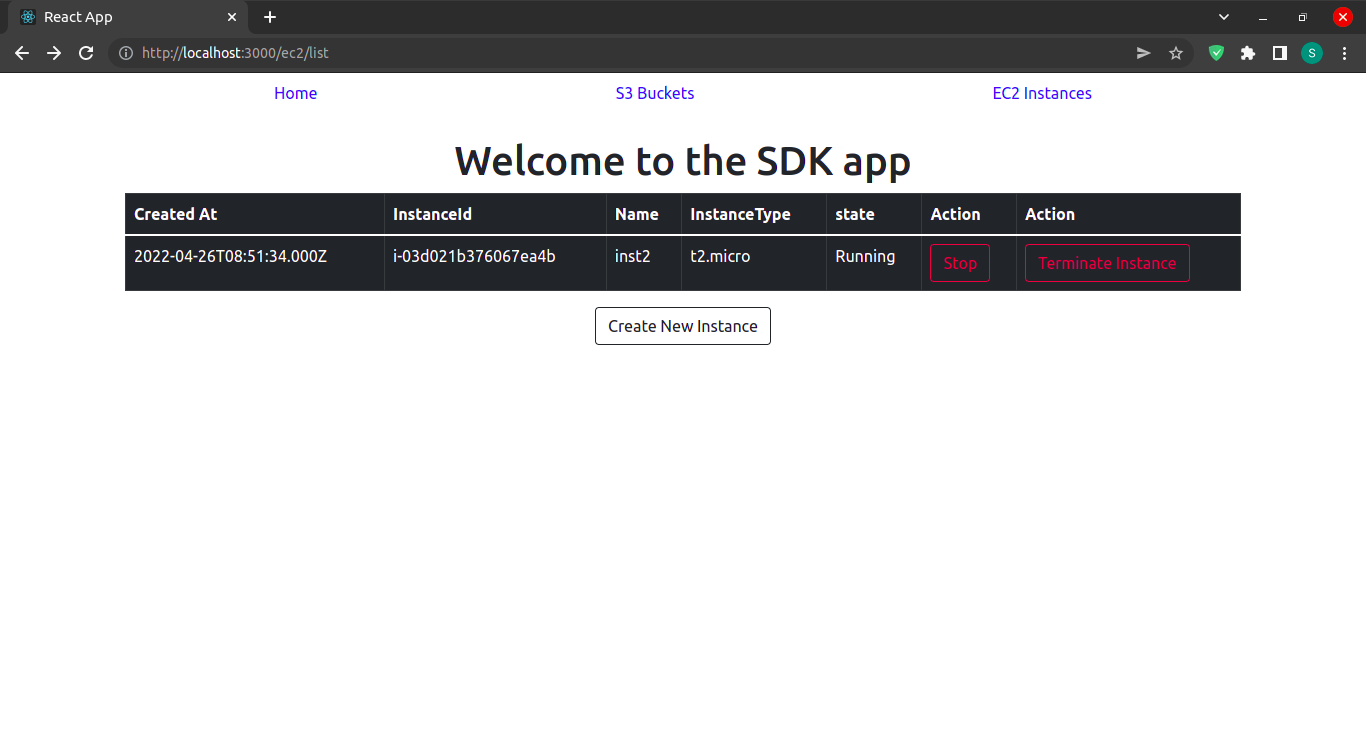 React App
http://localhost:3000/ec2/list
S
Home S3 Buckets EC2 Instances
Welcome to the SDK app
Created At InstanceId Name InstanceType state Action Action
2022-04-26T08:51:34.000Z i-03d021b376067ea4b inst2 t2.micro Running Stop Terminate Instance
Create New Instance